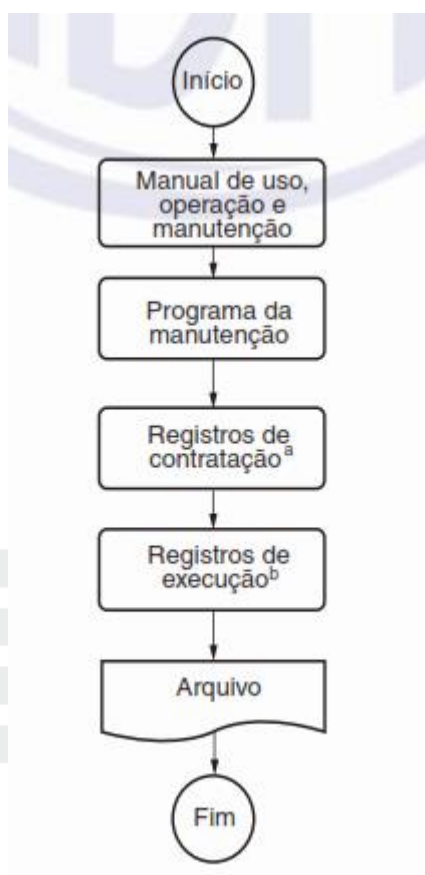 Início
Manual de uso,
operação e
manutenção
Programa da
manutenção
Registros de
contratação a
Registros de
execução b
Arquivo
Fim